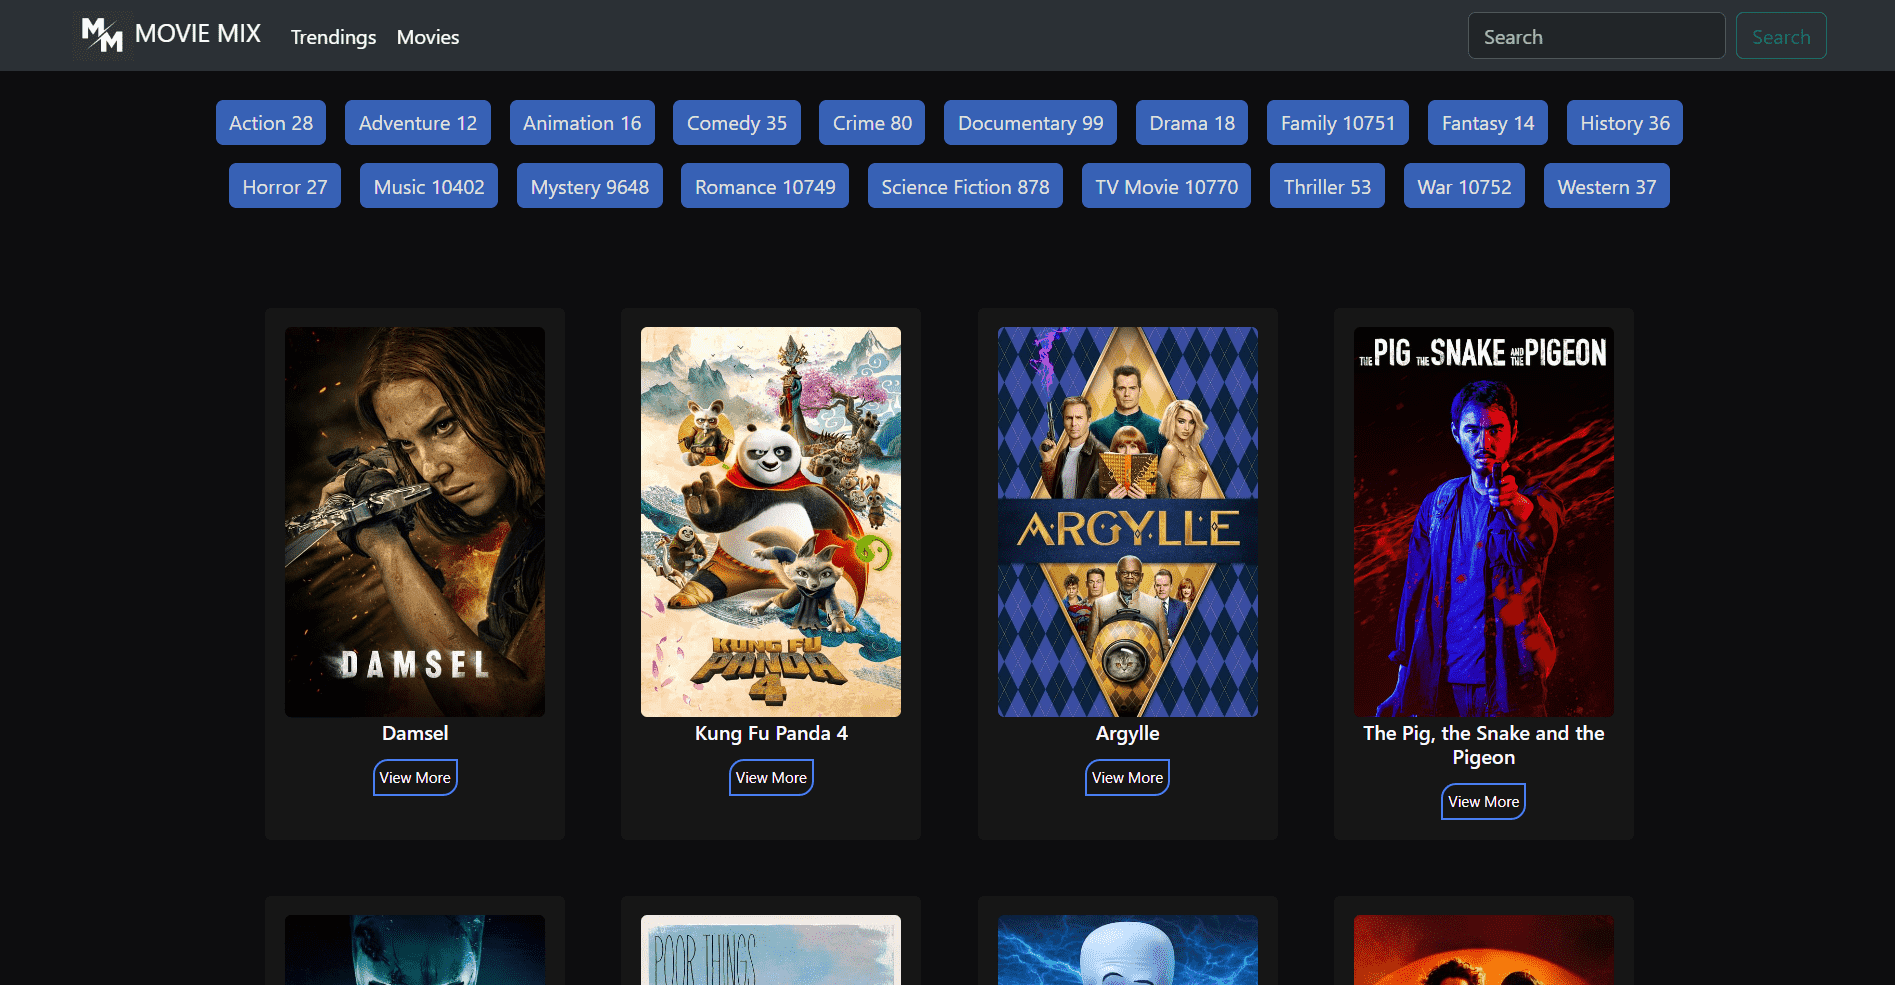 MM MOVIE MIX Trendings Movies Search Search
Action 28 Adventure 12 Animation 16 Comedy 35 Crime 80 Documentary 99 Drama 18 Family 10751 Fantasy 14 History 36
Horror 27 Music 10402 Mystery 9648 Romance 10749 Science Fiction 878 TV Movie 10770 Thriller 53 War 10752 Western 37
DAMSEL
Damsel
View More
KUNG FU
PANDA
4
Kung Fu Panda 4
View More
ARGYLLE
Argylle
View More
THE PIG THE SNAKE AND THE PIGEON
The Pig, the Snake and the
Pigeon
View More
POOR THINGS